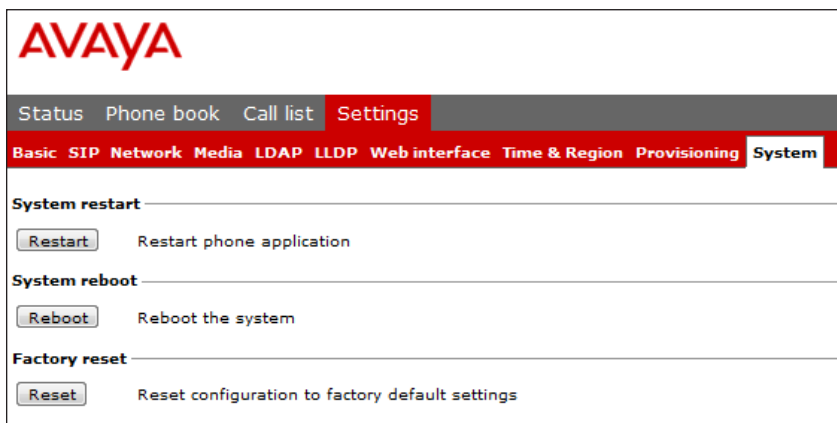 AVAYA
Status Phone book Call list Settings
Basic SIP Network Media LDAP LLDP Web interface Time & Region Provisioning System
System restart
Restart Restart phone application
System reboot
Reboot Reboot the system
Factory reset
Reset Reset configuration to factory default settings